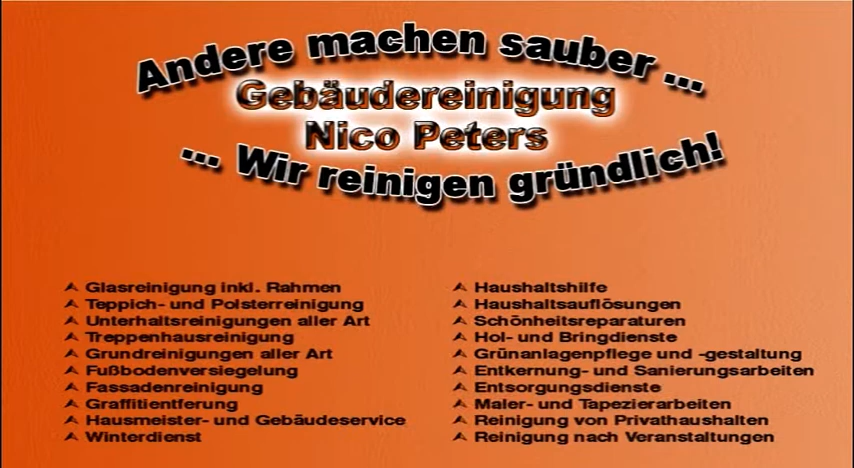 Andere machen sauber ...
Gebäudereinigung
Nico Peters
... Wir reinigen gründlich!
Glasreinigung inkl. Rahmen
Teppich- und Polsterreinigung
Unterhaltsreinigungen aller Art
Treppenhausreinigung
Grundreinigungen aller Art
Fußbodenversiegelung
Fassadenreinigung
Graffitientferung
Hausmeister- und Gebäudeservice
Winterdienst
Haushaltshilfe
Haushaltsauflösungen
Schönheitsreparaturen
Hol- und Bringdienste
Grünanlagenpflege und -gestaltung
Entkernung- und Sanierungsarbeiten
Entsorgungsdienste
Maler- und Tapezierarbeiten
Reinigung von Privathaushalten
Reinigung nach Veranstaltungen